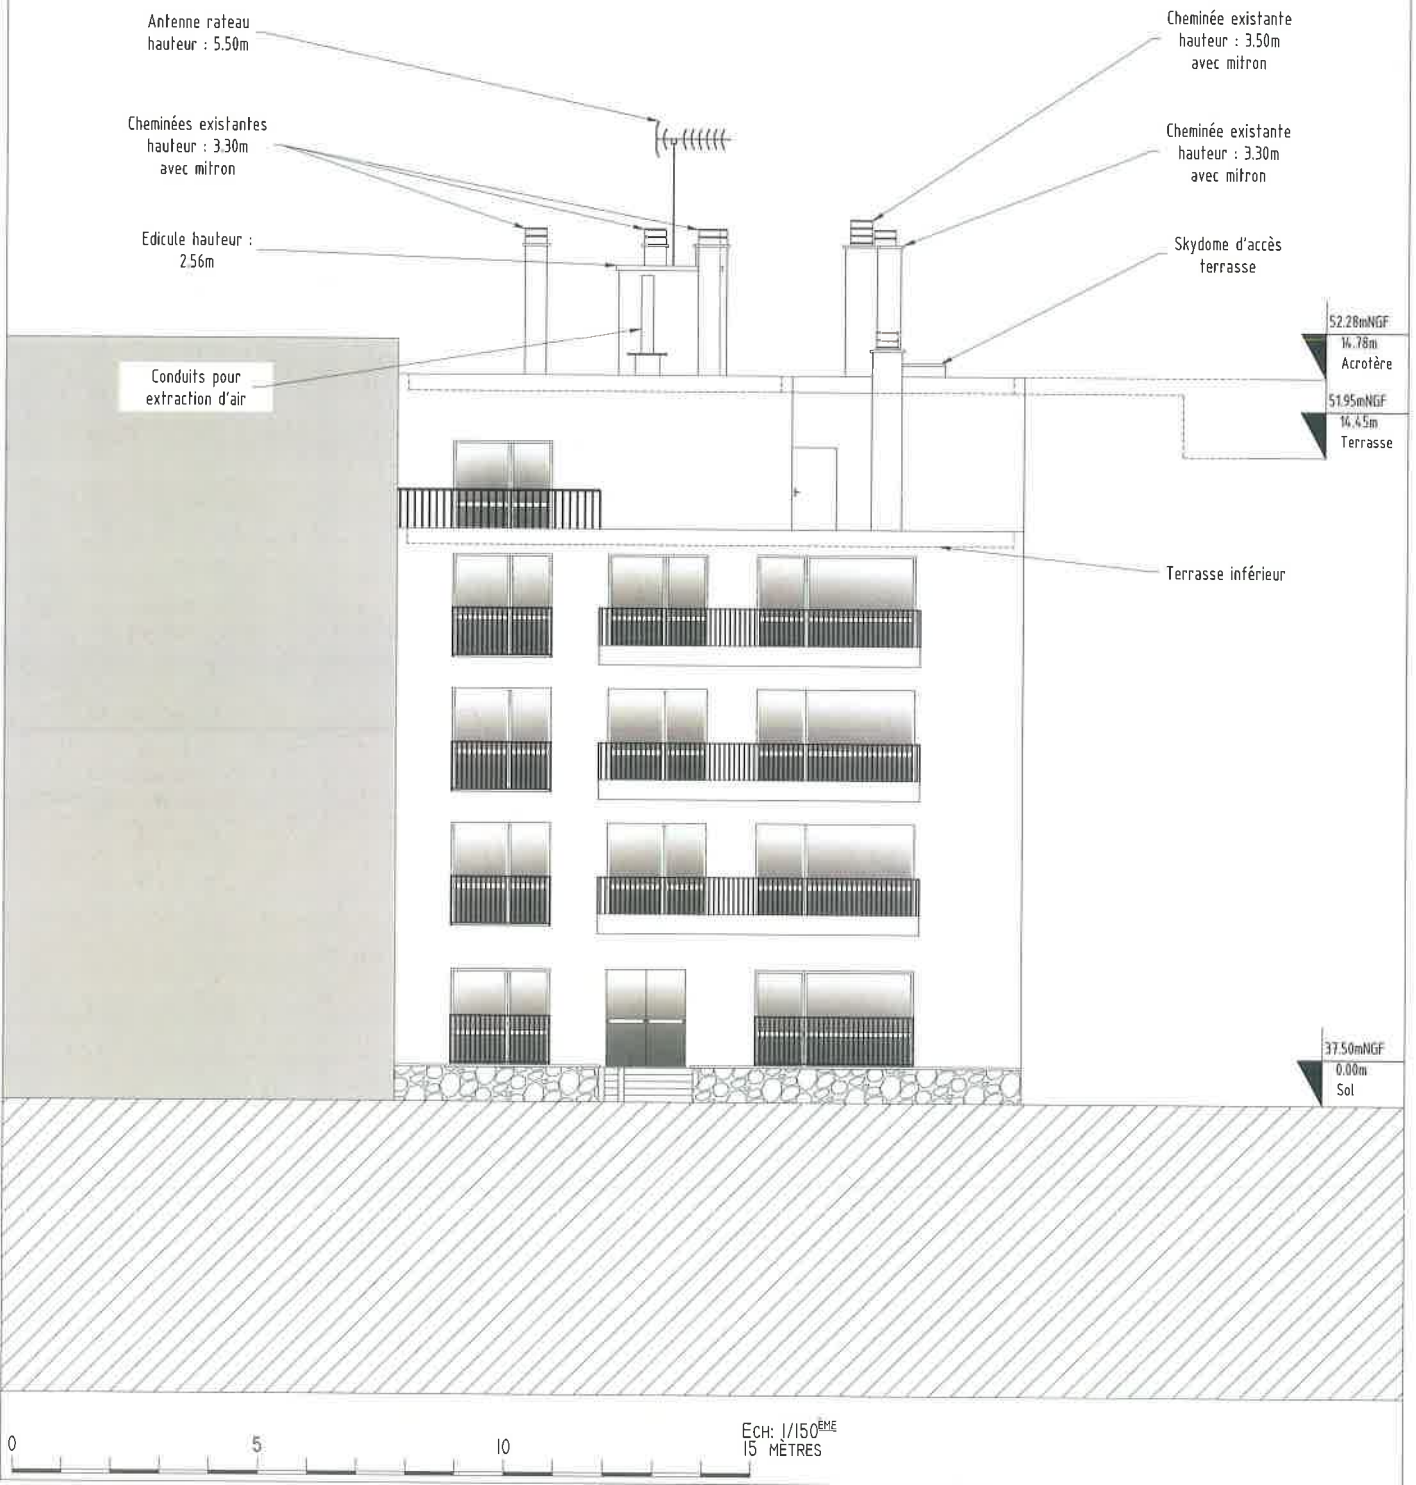 Antenne rateau
hauteur : 5.50m
Cheminées existantes
hauteur : 3.30m
avec mitron
Edicule hauteur :
2.56m
Conduits pour
extraction d'air
Cheminée existante
hauteur : 3.50m
avec mitron
Cheminée existante
hauteur : 3.30m
avec mitron
Skydome d'accès
terrasse
52.28mNGF
14.78m
Acrotère
51.95mNGF
14.45m
Terrasse
Terrasse inférieur
37.50mNGF
0.00m
Sol
Ech: 1/150ÈME
0 5 10 15 MÈTRES